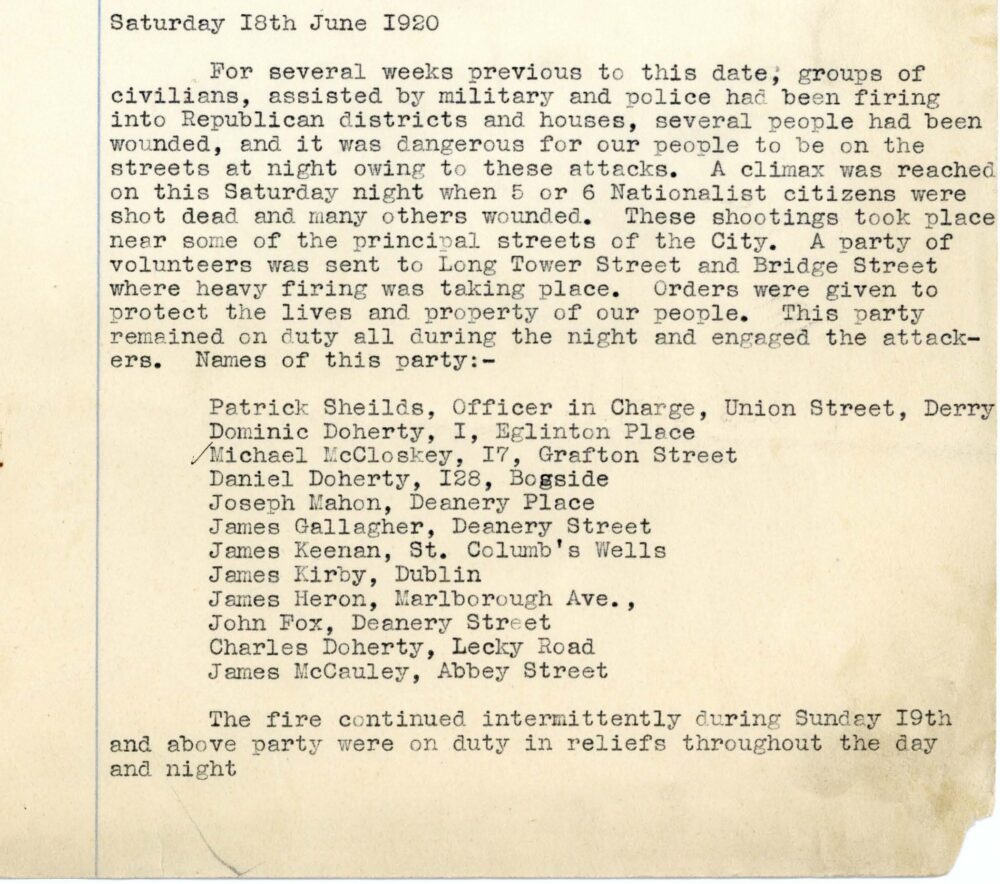 Saturday I8th June I920
For several weeks previous to this date, groups of
civilians, assisted by military and police had been firing
into Republican districts and houses, several people had been
wounded, and it was dangerous for our people to be on the
streets at night owing to these attacks. A climax was reached
on this Saturday night when 5 or 6 Nationalist citizens were
shot dead and many others wounded. These shootings took place
near some of the principal streets of the City. A party of
volunteers was sent to Long Tower Street and Bridge Street
where heavy firing was taking place. Orders were given to
protect the lives and property of our people. This party
remained on duty all during the night and engaged the attack-
ers. Names of this party:-
Patrick Sheilds, Officer in Charge, Union Street, Derry
Dominic Doherty, I, Eglinton Place
Michael McCloskey, I7, Grafton Street
Daniel Doherty, I28, Bogside
Joseph Mahon, Deanery Place
James Gallagher, Deanery Street
James Keenan, St. Columb's Wells
James Kirby, Dublin
James Heron, Marlborough Ave.,
John Fox, Deanery Street
Charles Doherty, Lecky Road
James McCauley, Abbey Street
The fire continued intermittently during Sunday I9th
and above party were on duty in reliefs throughout the day
and night